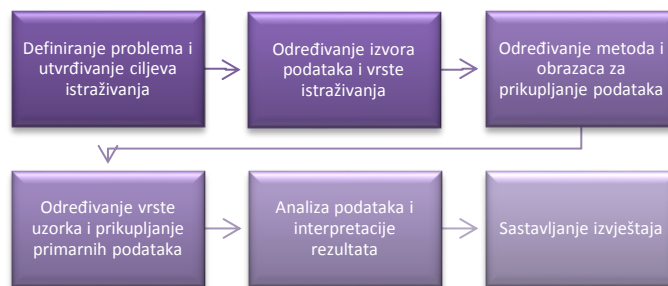 Definiranje problema i
utvrđivanje ciljeva
istraživanja
Određivanje izvora
podataka i vrste
istraživanja
Određivanje metoda i
obrazaca za
prikupljanje podataka
Određivanje vrste
uzorka i prikupljanje
primarnih podataka
Analiza podataka i
interpretacije
rezultata
Sastavljanje izvještaja